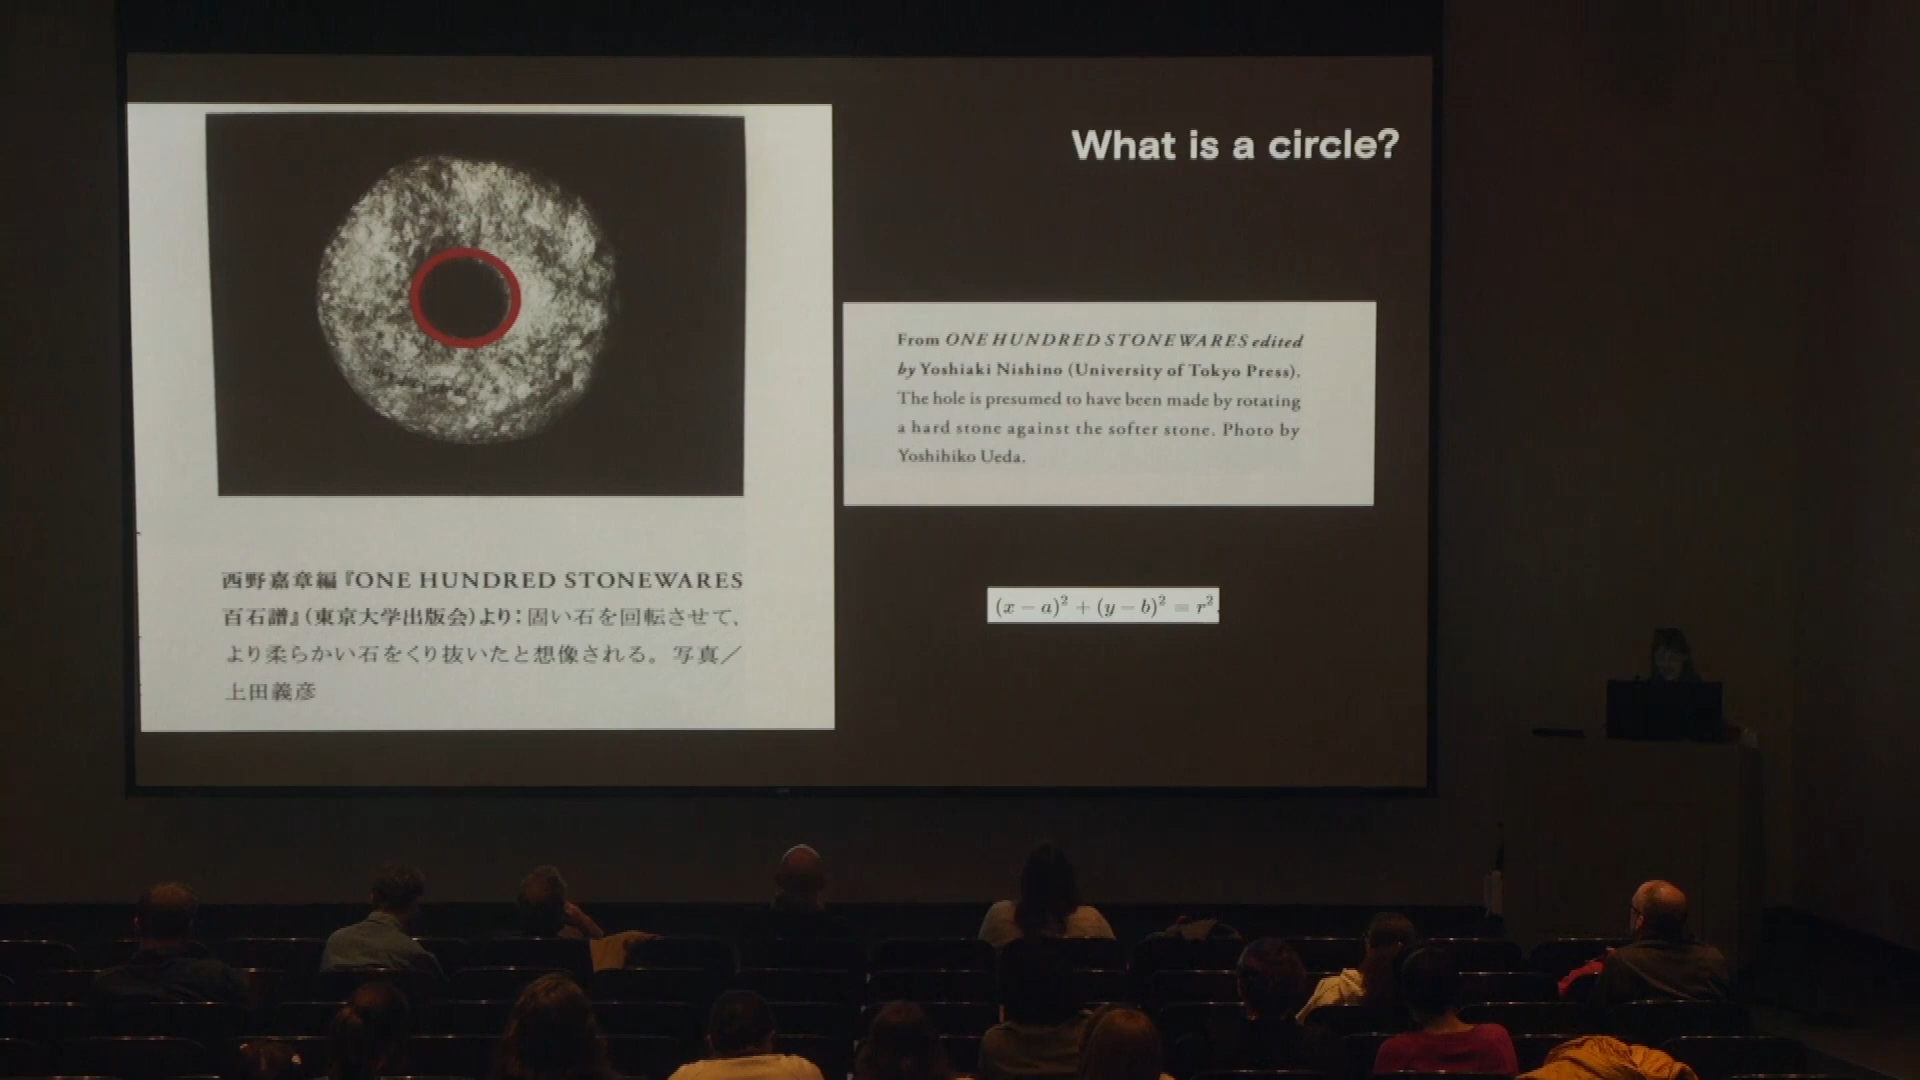 What is a circle?
From ONE HUNDRED STONEWARES edited
by Yoshiaki Nishino (University of Tokyo Press).
The hole is presumed to have been made by rotating
a hard stone against the softer stone. Photo by
Yoshihiko Ueda.
西野嘉章編『ONE HUNDRED STONEWARES
百石譜』(東京大学出版会)より：固い石を回転させて、
より柔らかい石をくり抜いたと想像される。写真／
上田義彦
(x − a)² + (y − b)² = r².